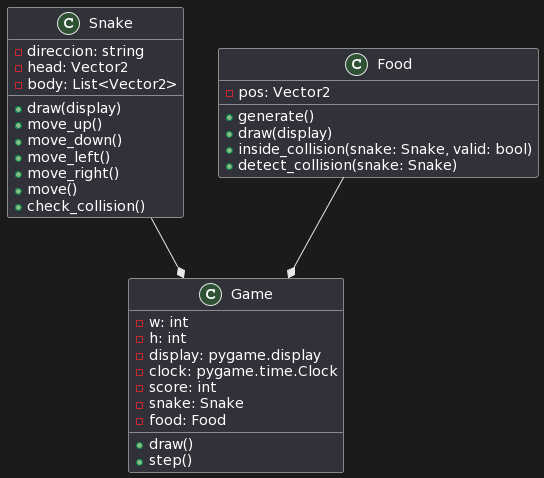 C Snake
direccion: string
head: Vector2
body: List<Vector2>
draw(display)
move_up()
move_down()
move_left()
move_right()
move()
check_collision()
C Food
pos: Vector2
generate()
draw(display)
inside_collision(snake: Snake, valid: bool)
detect_collision(snake: Snake)
C Game
w: int
h: int
display: pygame.display
clock: pygame.time.Clock
score: int
snake: Snake
food: Food
draw()
step()